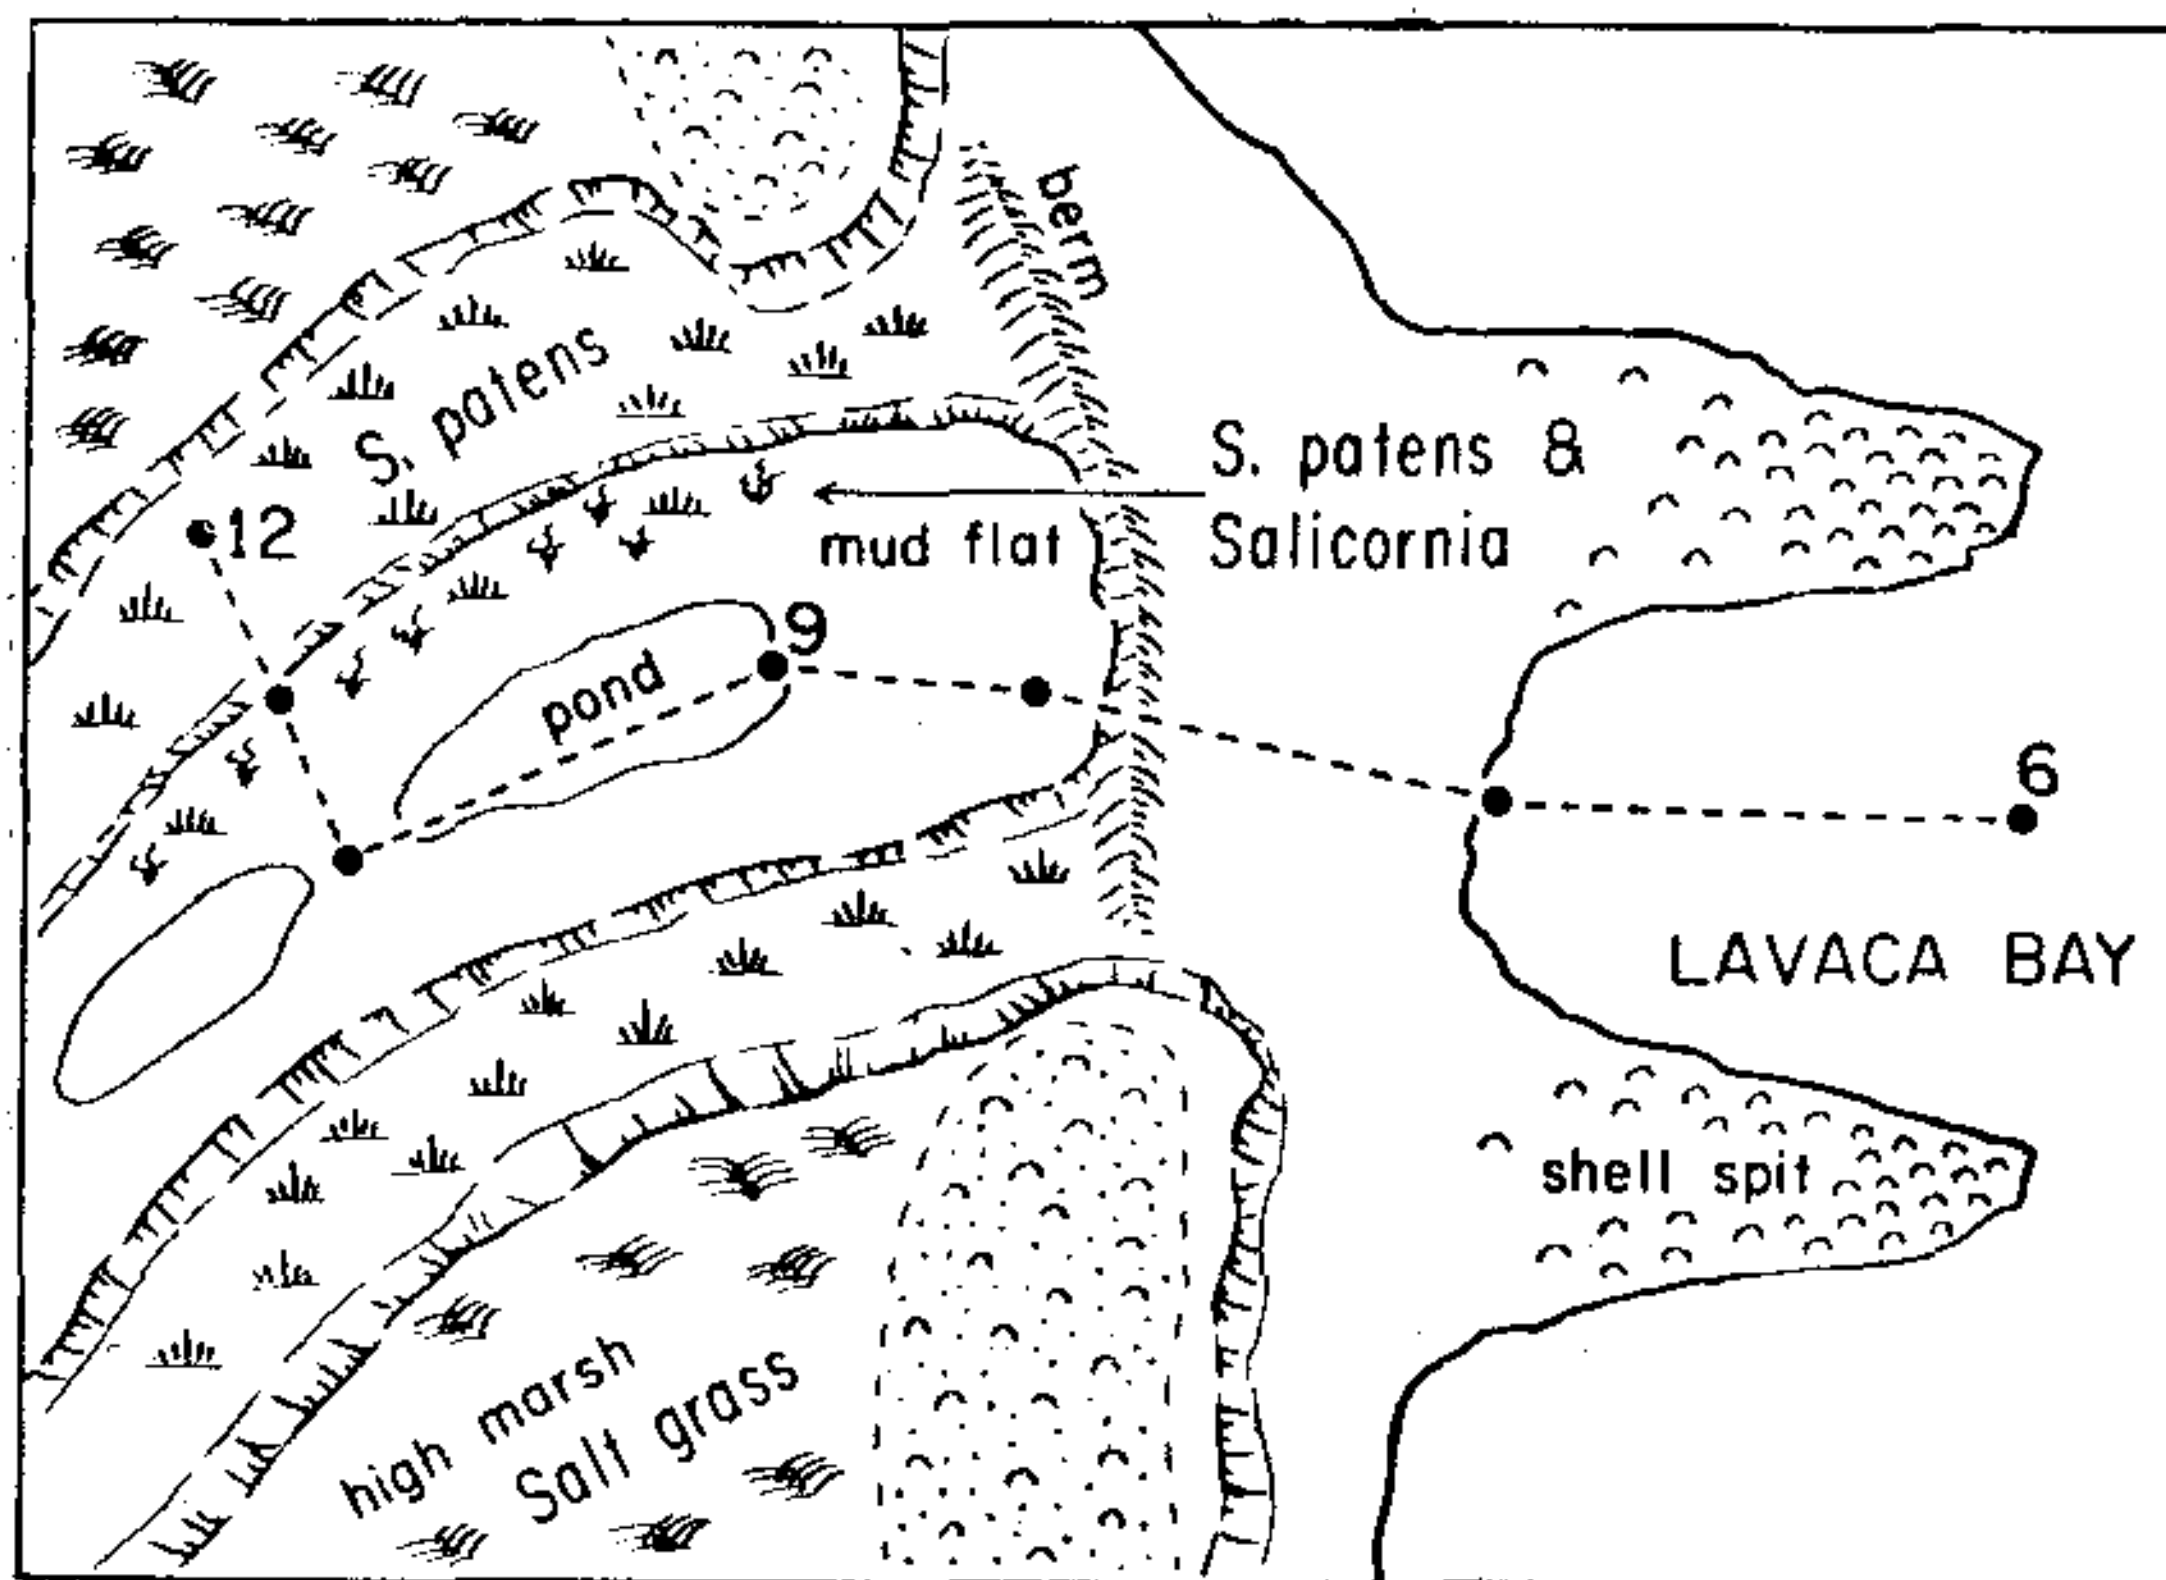 berm
S. patens
S. patens &
Salicornia
mud flat
12
9
pond
6
LAVACA BAY
shell spit
high marsh
Salt grass